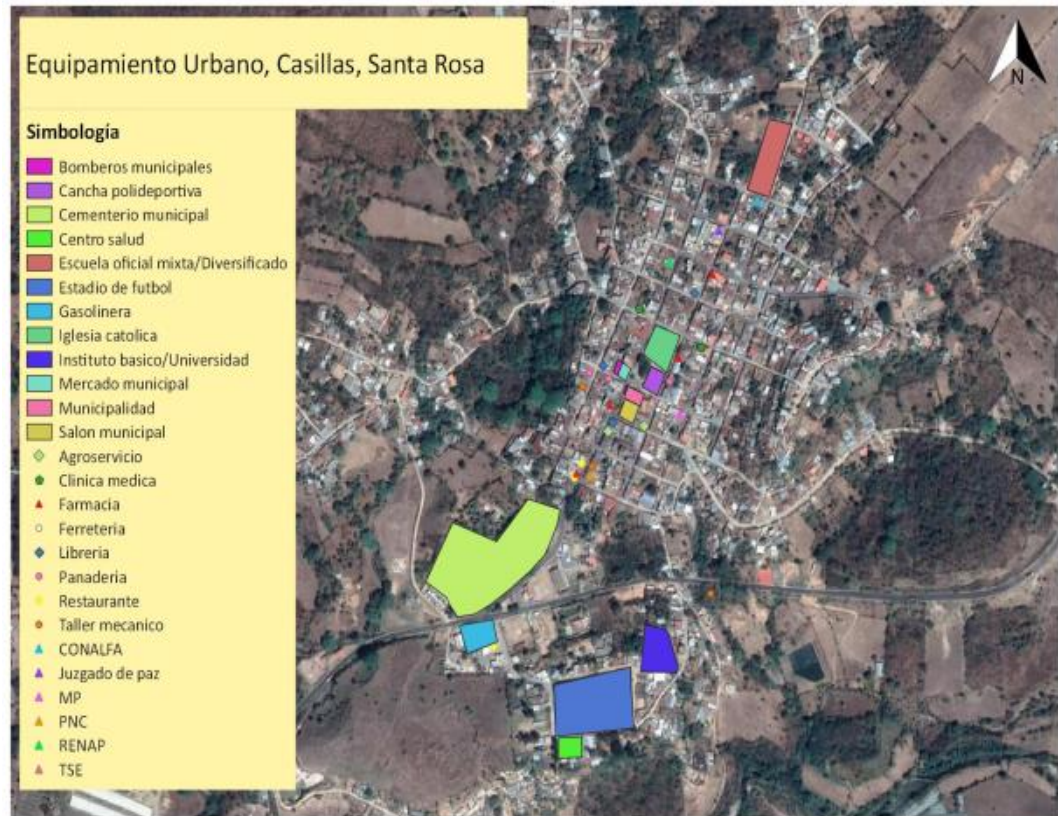 Equipamiento Urbano, Casillas, Santa Rosa
N
Simbología
Bomberos municipales
Cancha polideportiva
Cementerio municipal
Centro salud
Escuela oficial mixta/Diversificado
Estadio de futbol
Gasolinera
Iglesia catolica
Instituto basico/Universidad
Mercado municipal
Municipalidad
Salon municipal
Agroservicio
Clinica medica
Farmacia
Ferreteria
Libreria
Panaderia
Restaurante
Taller mecanico
CONALFA
Juzgado de paz
MP
PNC
RENAP
TSE